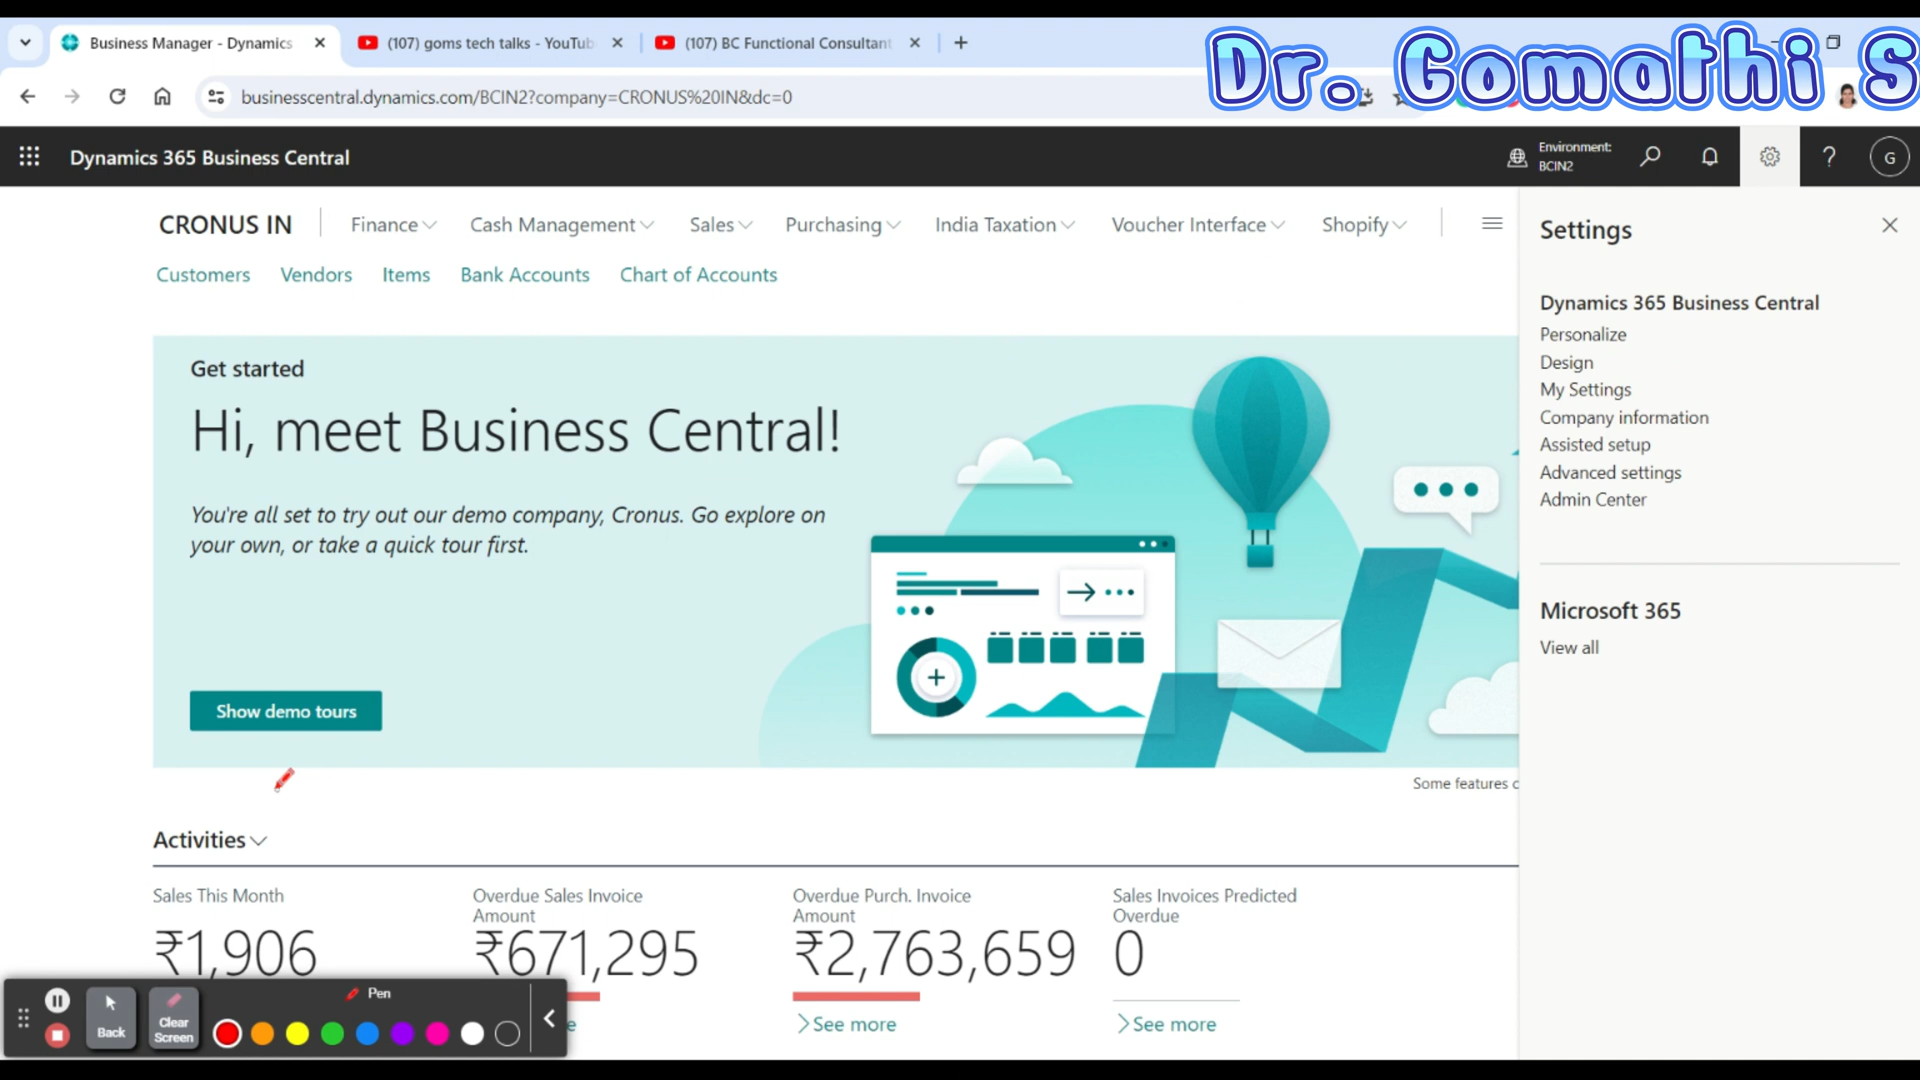 Business Manager - Dynamics
(107) goms tech talks - YouTub
(107) BC Functional Consultant
Dr. Gomathi S
businesscentral.dynamics.com/BCIN2?company=CRONUS%20IN&dc=0
Dynamics 365 Business Central
Environment:
BCIN2
?
G
CRONUS IN
Finance
Cash Management
Sales
Purchasing
India Taxation
Voucher Interface
Shopify
Customers
Vendors
Items
Bank Accounts
Chart of Accounts
Settings
Dynamics 365 Business Central
Personalize
Design
My Settings
Company information
Assisted setup
Advanced settings
Admin Center
Microsoft 365
View all
Get started
Hi, meet Business Central!
You're all set to try out our demo company, Cronus. Go explore on
your own, or take a quick tour first.
Show demo tours
Some features
Activities
Sales This Month
₹1,906
Overdue Sales Invoice
Amount
₹671,295
Overdue Purch. Invoice
Amount
₹2,763,659
See more
Sales Invoices Predicted
Overdue
0
See more
Back
Clear
Screen
Pen